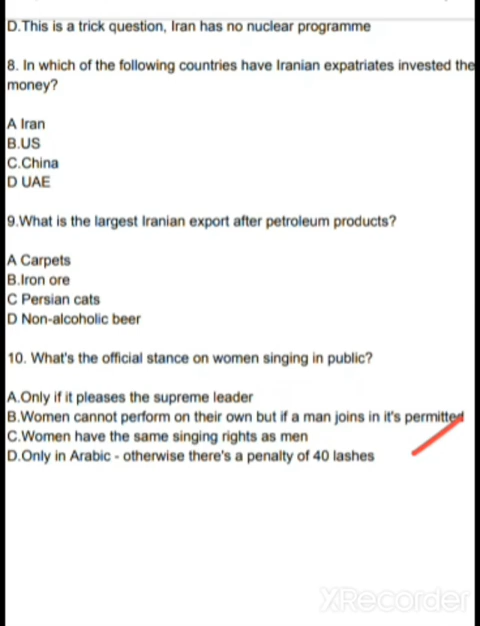 D.This is a trick question, Iran has no nuclear programme
8. In which of the following countries have Iranian expatriates invested the
money?
A Iran
B.US
C.China
D UAE
9.What is the largest Iranian export after petroleum products?
A Carpets
B.Iron ore
C Persian cats
D Non-alcoholic beer
10. What's the official stance on women singing in public?
A.Only if it pleases the supreme leader
B.Women cannot perform on their own but if a man joins in it's permitted
C.Women have the same singing rights as men
D.Only in Arabic - otherwise there's a penalty of 40 lashes
XRecorder